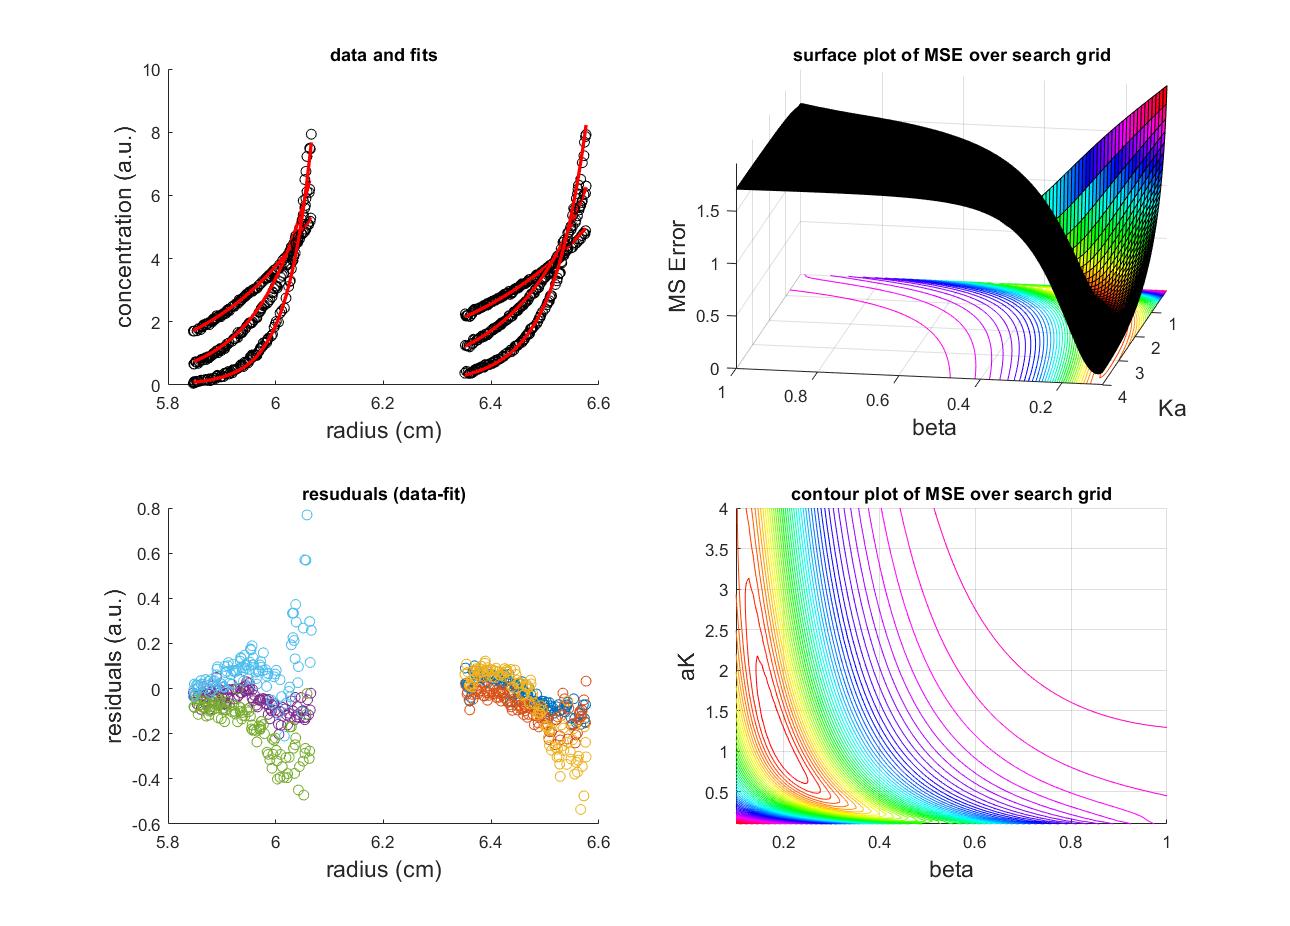 data and fits
concentration (a.u.)
10
8
6
4
2
0
5.8 6 6.2 6.4 6.6
radius (cm)
surface plot of MSE over search grid
MS Error
1.5
1
0.5
0
1 0.8 0.6 0.4 0.2
beta
1
2
3
4
Ka
resuduals (data-fit)
residuals (a.u.)
0.8
0.6
0.4
0.2
0
-0.2
-0.4
-0.6
5.8 6 6.2 6.4 6.6
radius (cm)
contour plot of MSE over search grid
aK
4
3.5
3
2.5
2
1.5
1
0.5
0.2 0.4 0.6 0.8 1
beta